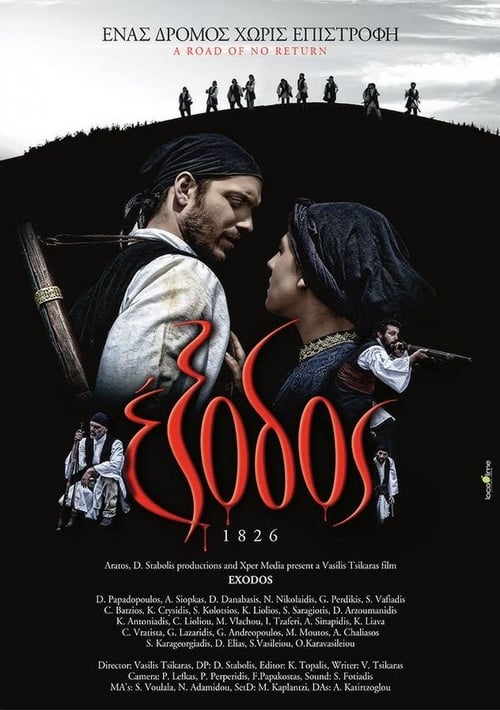 ΕΝΑΣ ΔΡΟΜΟΣ ΧΩΡΙΣ ΕΠΙΣΤΡΟΦΗ
A ROAD OF NO RETURN
έξοδος
1826
Aratos, D. Stabolis productions and Xper Media present a Vasilis Tsikaras film
EXODOS
D. Papadopoulos, A. Siopkas, D. Danabasis, N. Nikolaidis, G. Perdikis, S. Vafiadis
C. Batzios, K. Crysidis, S. Kolotsios, K. Liolios, S. Saragiotis, D. Arzoumanidis
K. Antoniadis, C. Lioliou, M. Vlachou, I. Tzaferi, A. Sinapidis, K. Liava
C. Vratista, G. Lazaridis, G. Andreopoulos, M. Moutos, A. Chaliasos
S. Karageorgiadis, D. Elias, S.Vasileiou, O.Karavasileiou
Director: Vasilis Tsikaras, DP: D. Stabolis, Editor: K. Topalis, Writer: V. Tsikaras
Camera: P. Lefkas, P. Perperidis, F.Papakostas, Sound: S. Fotiadis
MA's: S. Voulala, N. Adamidou, SetD: M. Kaplantzi, DAs: A. Katirtzoglou